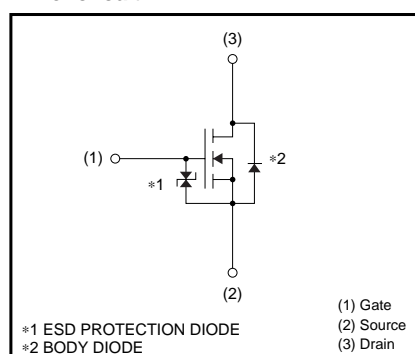 (3)
(1)
∗2
∗1
(2)
∗1 ESD PROTECTION DIODE
∗2 BODY DIODE
(1) Gate
(2) Source
(3) Drain